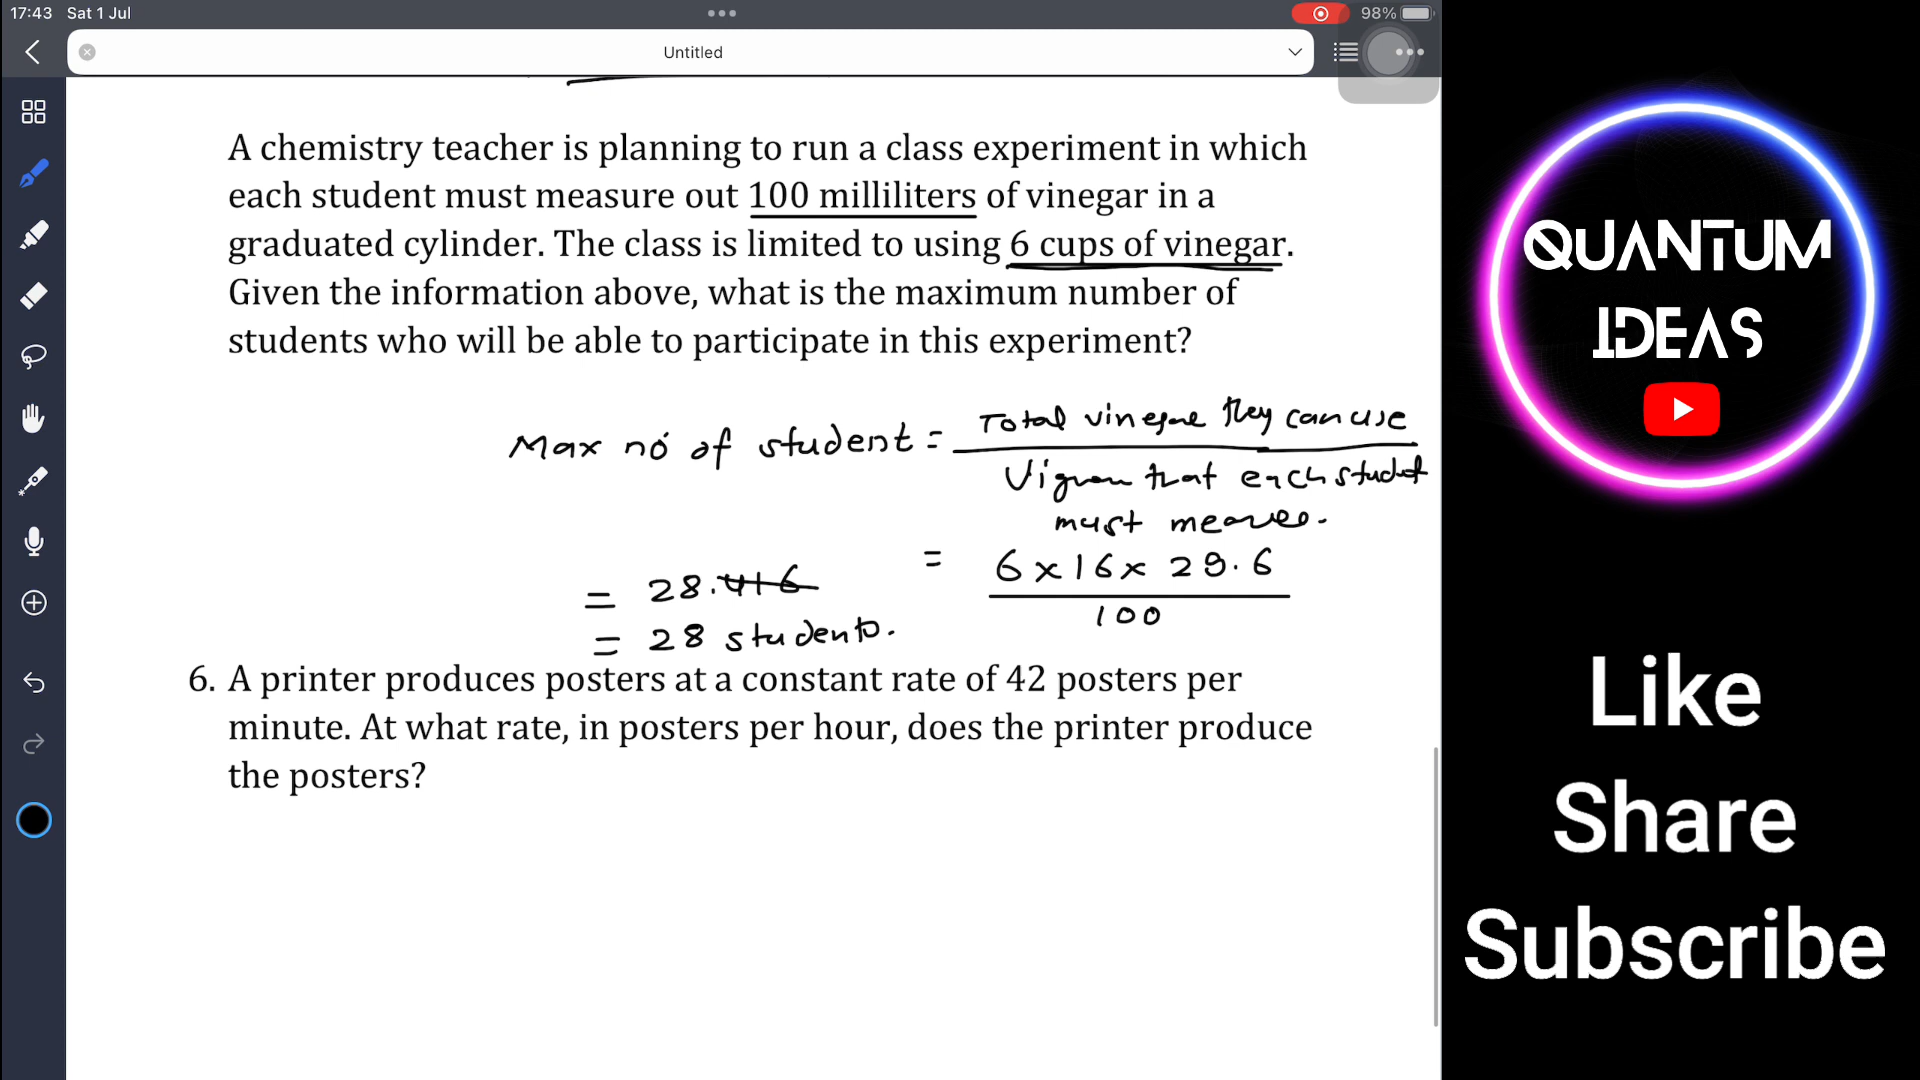 17:43 Sat 1 Jul
98%
Untitled
A chemistry teacher is planning to run a class experiment in which
each student must measure out 100 milliliters of vinegar in a
graduated cylinder. The class is limited to using 6 cups of vinegar.
Given the information above, what is the maximum number of
students who will be able to participate in this experiment?
Max no of student = Total vinegar they can use
that each student
must
= 6 x 16 x 29.6
100
= 28.416
= 28 students.
6. A printer produces posters at a constant rate of 42 posters per
minute. At what rate, in posters per hour, does the printer produce
the posters?
QUANTUM
IDEAS
Like
Share
Subscribe